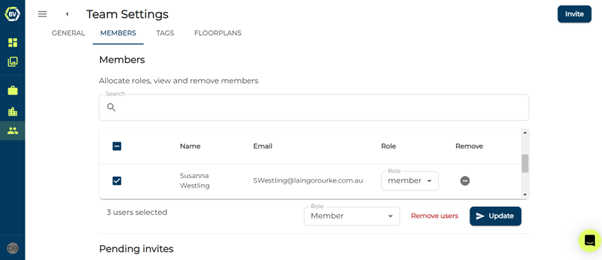 BV
Team Settings
Invite
GENERAL
MEMBERS
TAGS
FLOORPLANS
Members
Allocate roles, view and remove members
Search
Name
Email
Role
Remove
Susanna
Westling
SWestling@laingorourke.com.au
Role
member
3 users selected
Role
Member
Remove users
Update
Pending invites